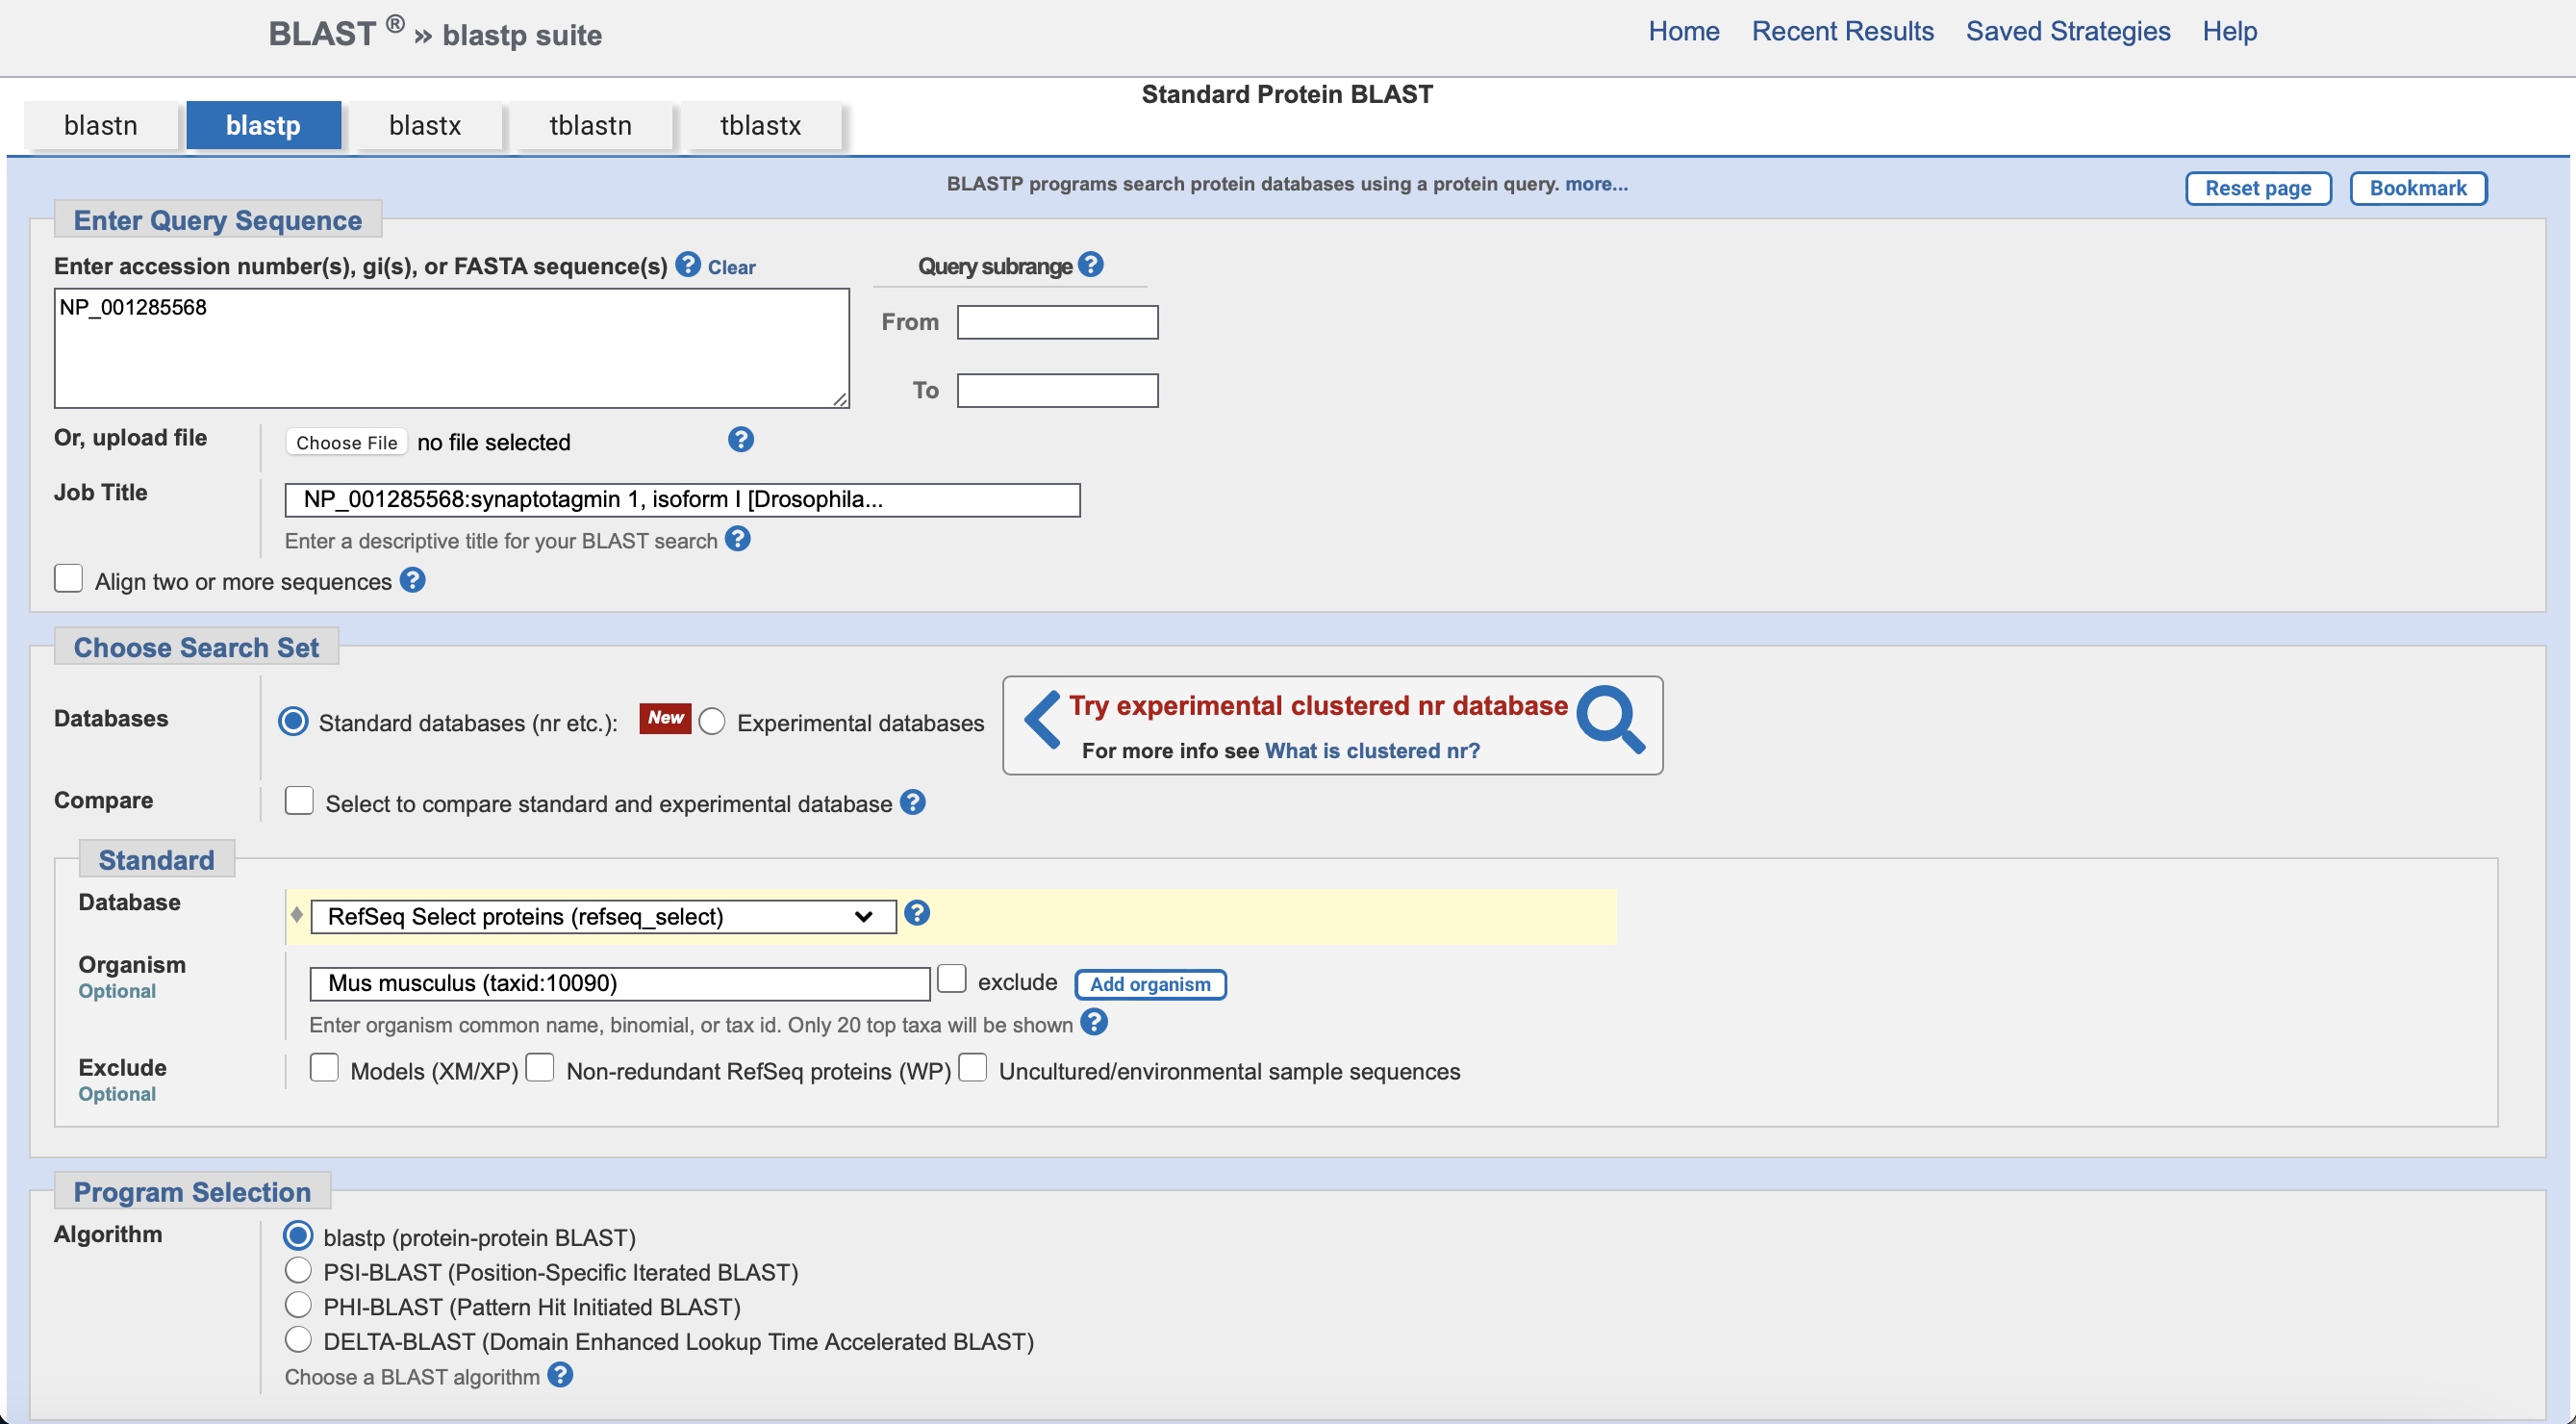 BLAST ® » blastp suite
Home Recent Results Saved Strategies Help
Standard Protein BLAST
blastn blastp blastx tblastn tblastx
BLASTP programs search protein databases using a protein query. more...
Reset page Bookmark
Enter Query Sequence
Enter accession number(s), gi(s), or FASTA sequence(s) ? Clear
Query subrange ?
NP_001285568
From
To
Or, upload file Choose File no file selected ?
Job Title NP_001285568:synaptotagmin 1, isoform I [Drosophila...
Enter a descriptive title for your BLAST search ?
Align two or more sequences ?
Choose Search Set
Databases Standard databases (nr etc.): New Experimental databases
Try experimental clustered nr database
For more info see What is clustered nr?
Compare Select to compare standard and experimental database ?
Standard
Database RefSeq Select proteins (refseq_select) ?
Organism
Optional
Mus musculus (taxid:10090) exclude Add organism
Enter organism common name, binomial, or tax id. Only 20 top taxa will be shown ?
Exclude
Optional
Models (XM/XP) Non-redundant RefSeq proteins (WP) Uncultured/environmental sample sequences
Program Selection
Algorithm blastp (protein-protein BLAST)
PSI-BLAST (Position-Specific Iterated BLAST)
PHI-BLAST (Pattern Hit Initiated BLAST)
DELTA-BLAST (Domain Enhanced Lookup Time Accelerated BLAST)
Choose a BLAST algorithm ?